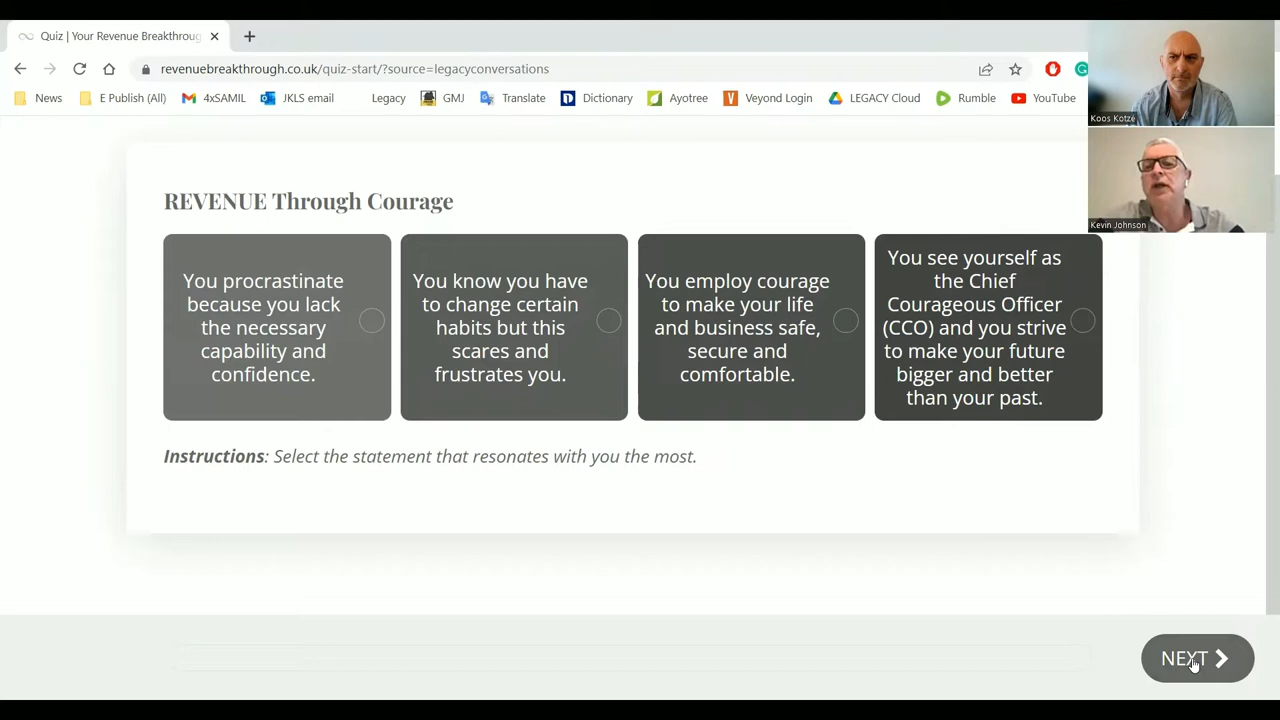 Quiz | Your Revenue Breakthroug
revenuebreakthrough.co.uk/quiz-start/?source=legacyconversations
News
E Publish (All)
4xSAMIL
JKLS email
Legacy
GMJ
Translate
Dictionary
Ayotree
Veyond Login
LEGACY Cloud
Rumble
YouTube
Koos Kotze
Kevin Johnson
REVENUE Through Courage
You procrastinate
because you lack
the necessary
capability and
confidence.
You know you have
to change certain
habits but this
scares and
frustrates you.
You employ courage
to make your life
and business safe,
secure and
comfortable.
You see yourself as
the Chief
Courageous Officer
(CCO) and you strive
to make your future
bigger and better
than your past.
Instructions: Select the statement that resonates with you the most.
NEXT